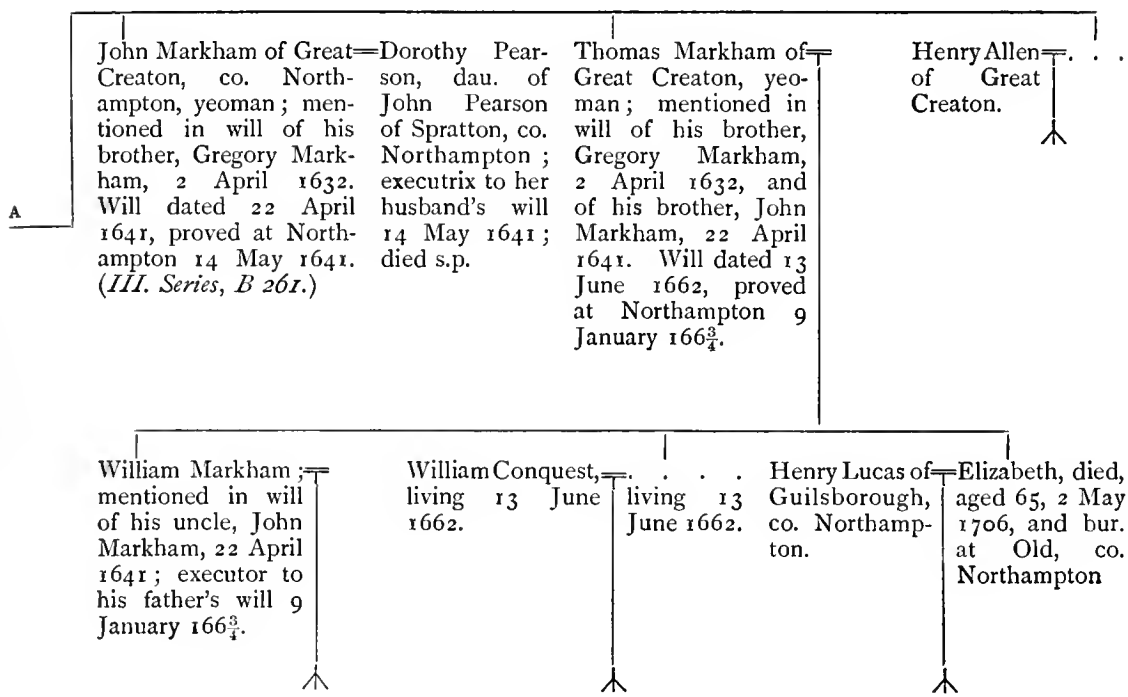 John Markham of Great
Creaton, co. North-
ampton, yeoman; men-
tioned in will of his
brother, Gregory Mark-
ham, 2 April 1632.
Will dated 22 April
1641, proved at North-
ampton 14 May 1641.
(III. Series, B 261.)
=Dorothy Pear-
son, dau. of
John Pearson
of Spratton, co.
Northampton;
executrix to her
husband's will
14 May 1641;
died s.p.
Thomas Markham of=
Great Creaton, yeo-
man; mentioned in
will of his brother,
Gregory Markham,
2 April 1632, and
of his brother, John
Markham, 22 April
1641. Will dated 13
June 1662, proved
at Northampton 9
January 166¾.
Henry Allen=. . .
of Great
Creaton.
A
William Markham;=
mentioned in will
of his uncle, John
Markham, 22 April
1641; executor to
his father's will 9
January 166¾.
William Conquest,=
living 13 June
1662.
. . . .
living 13
June 1662.
Henry Lucas of=
Guilsborough,
co. Northamp-
ton.
Elizabeth, died,
aged 65, 2 May
1706, and bur.
at Old, co.
Northampton